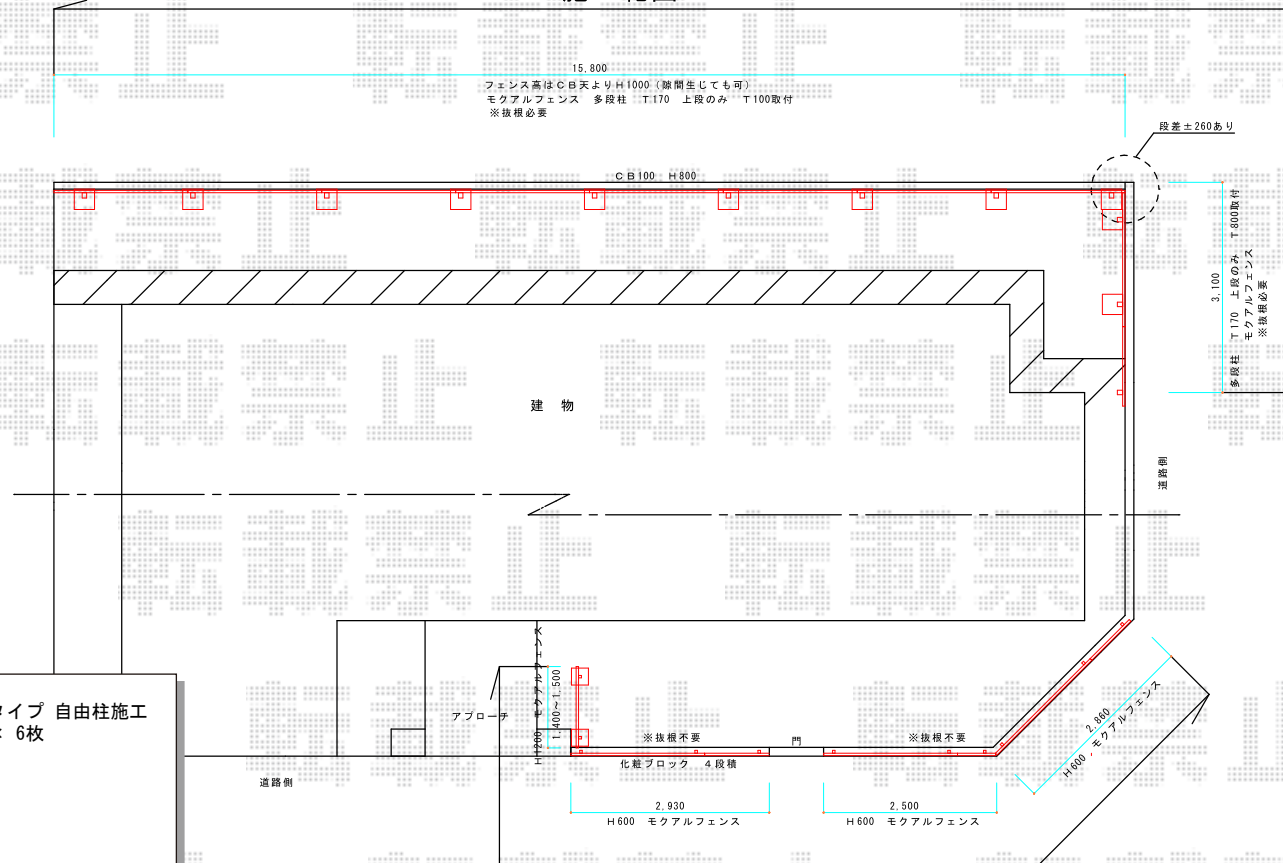 15,800
フェンス高はCB天よりH1000(隙間生じても可)
モクアルフェンス 多段柱 T170 上段のみ T100取付
※抜根必要
段差±260あり
CB100 H800
3,100
多段柱 T170 上段のみ T800取付
モクアルフェンス
※抜根必要
建 物
道路側
タイプ 自由柱施工
: 6枚
アプローチ
H1200 モクアルフェンス
1,400~1,500
※抜根不要
門
※抜根不要
化粧ブロック 4段積
道路側
2,930
H600 モクアルフェンス
2,500
H600 モクアルフェンス
2,860
H600 モクアルフェンス
転載禁止